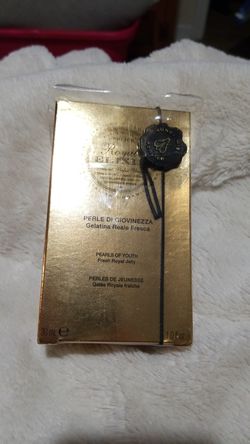 Royal
ELIXIR
PERLE DI GIOVINEZZA
Gelatina Reale Fresca
PEARLS OF YOUTH
Fresh Royal Jelly
PERLES DE JEUNESSE
Gelée Royale fraîche